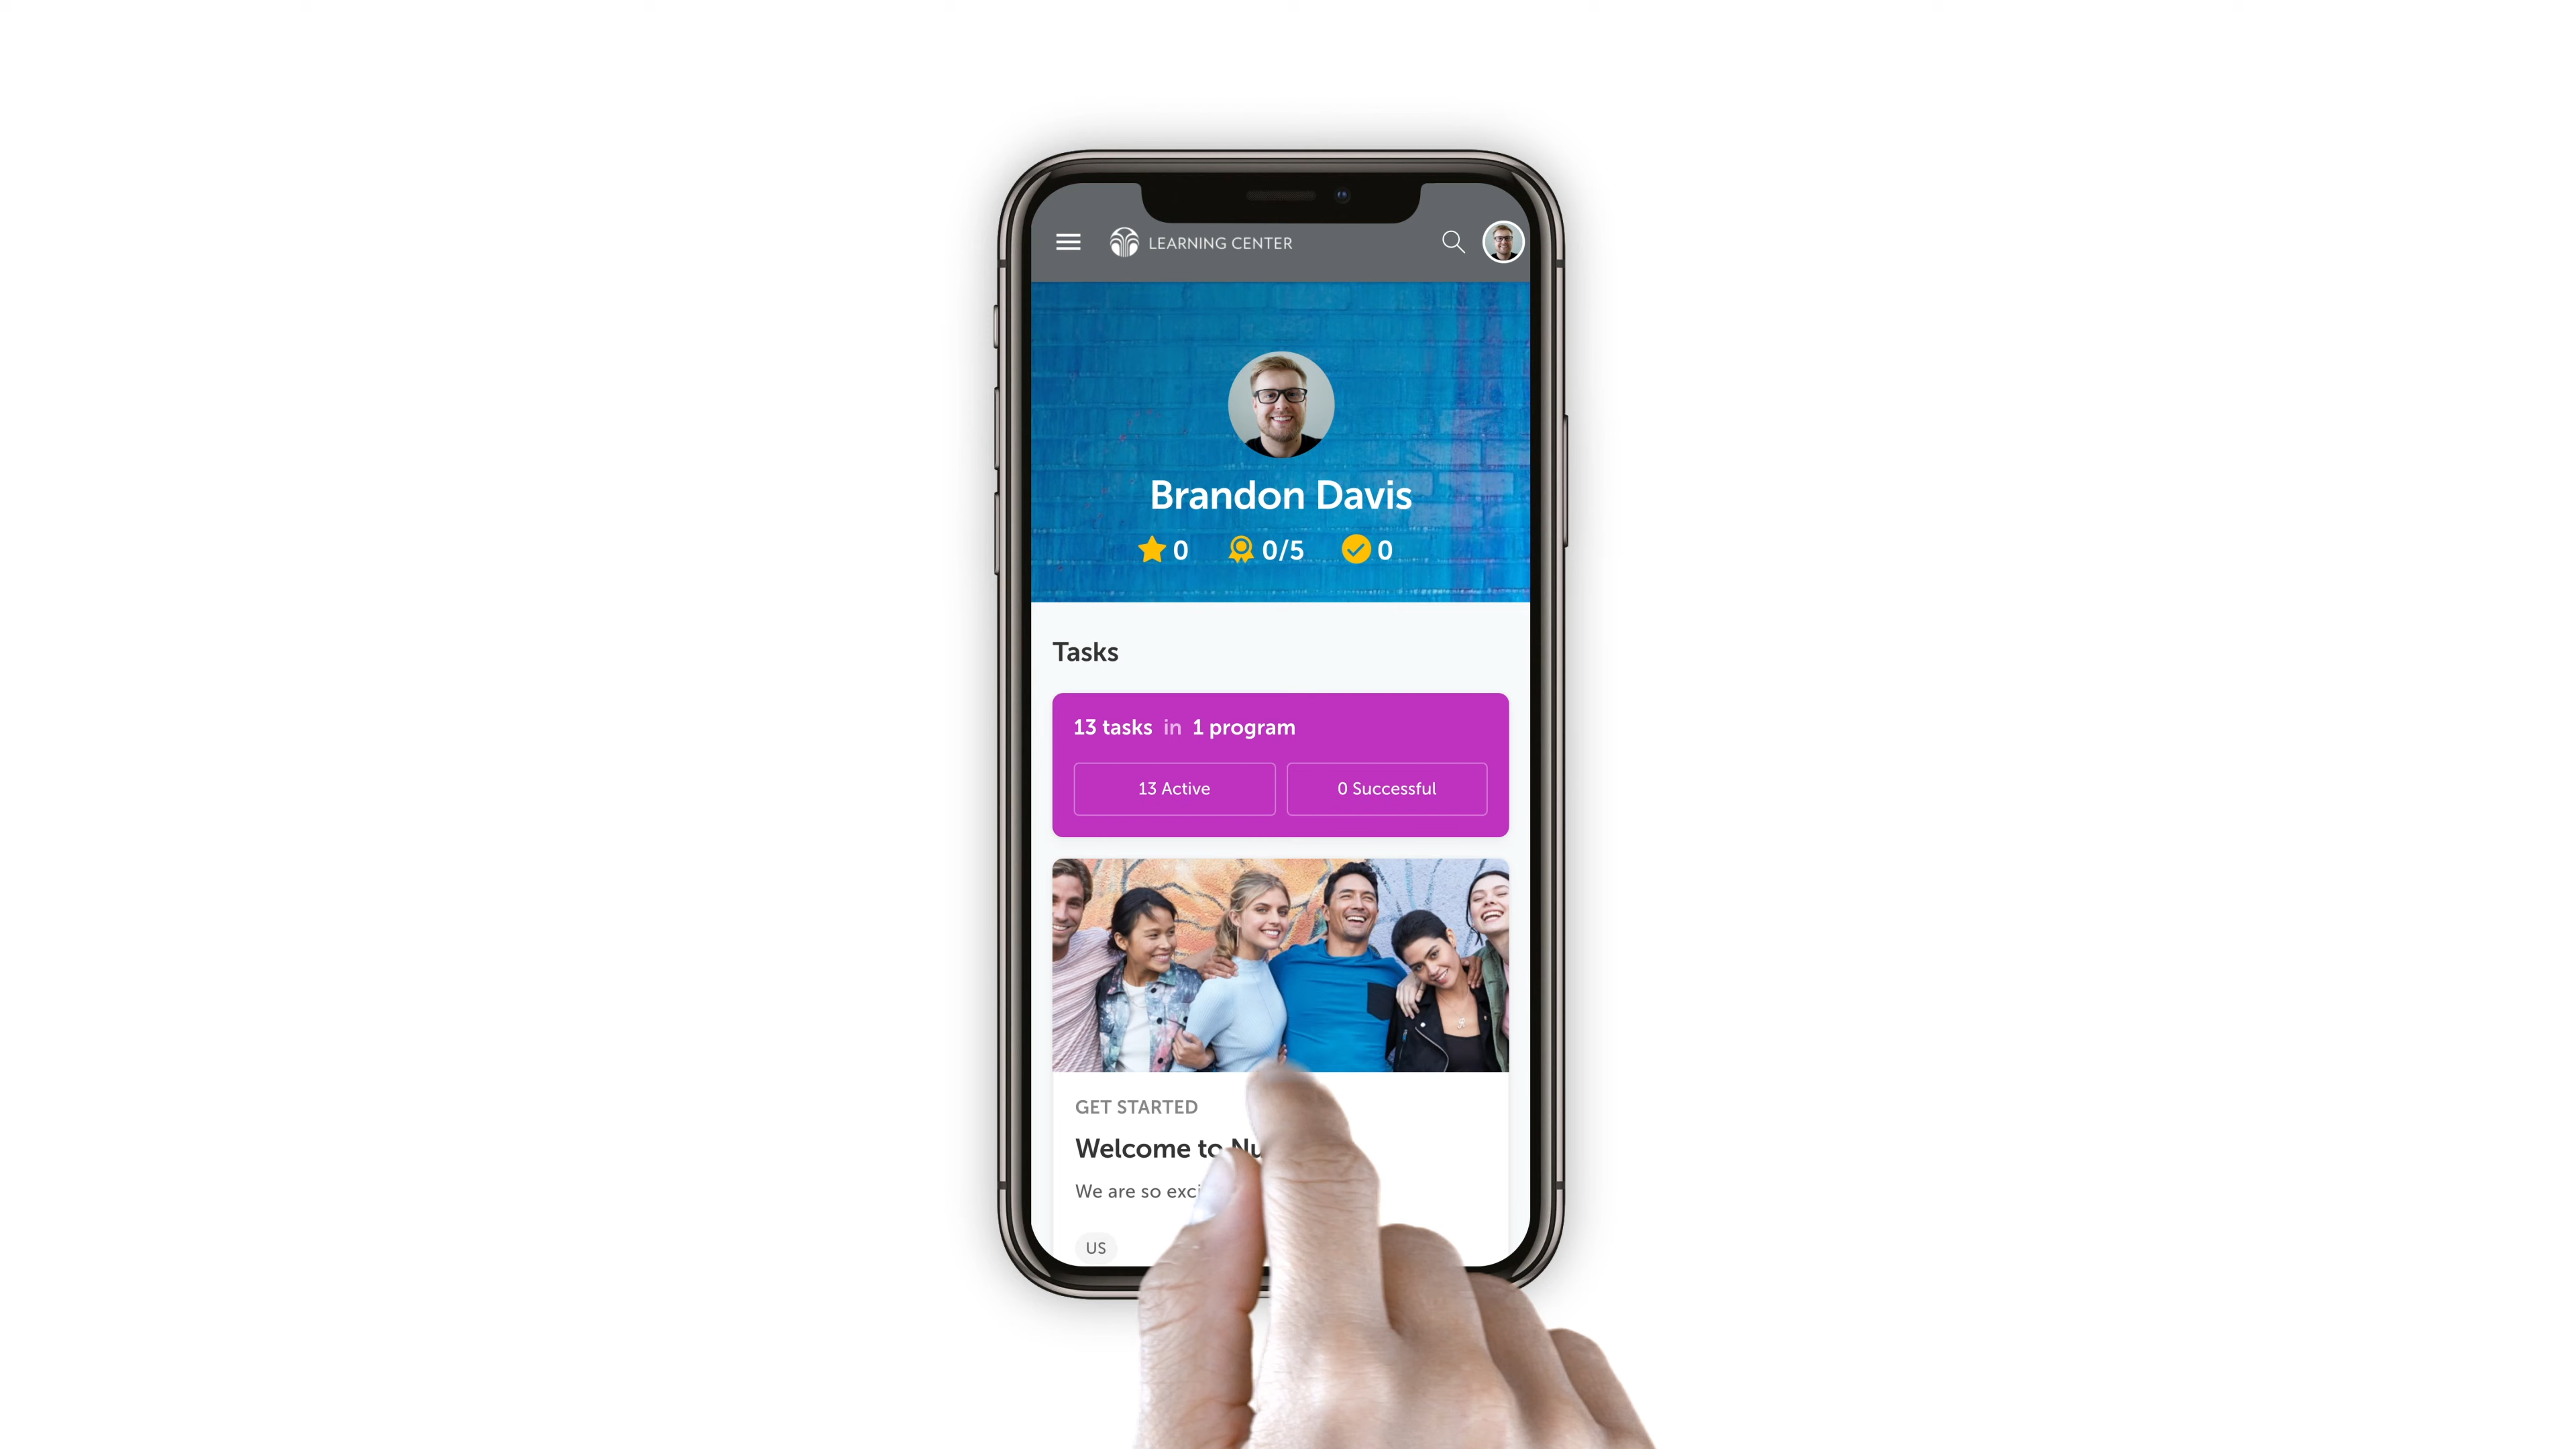 LEARNING CENTER
Brandon Davis
0 0/5 0
Tasks
13 tasks in 1 program
13 Active 0 Successful
GET STARTED
Welcome to
We are so
US